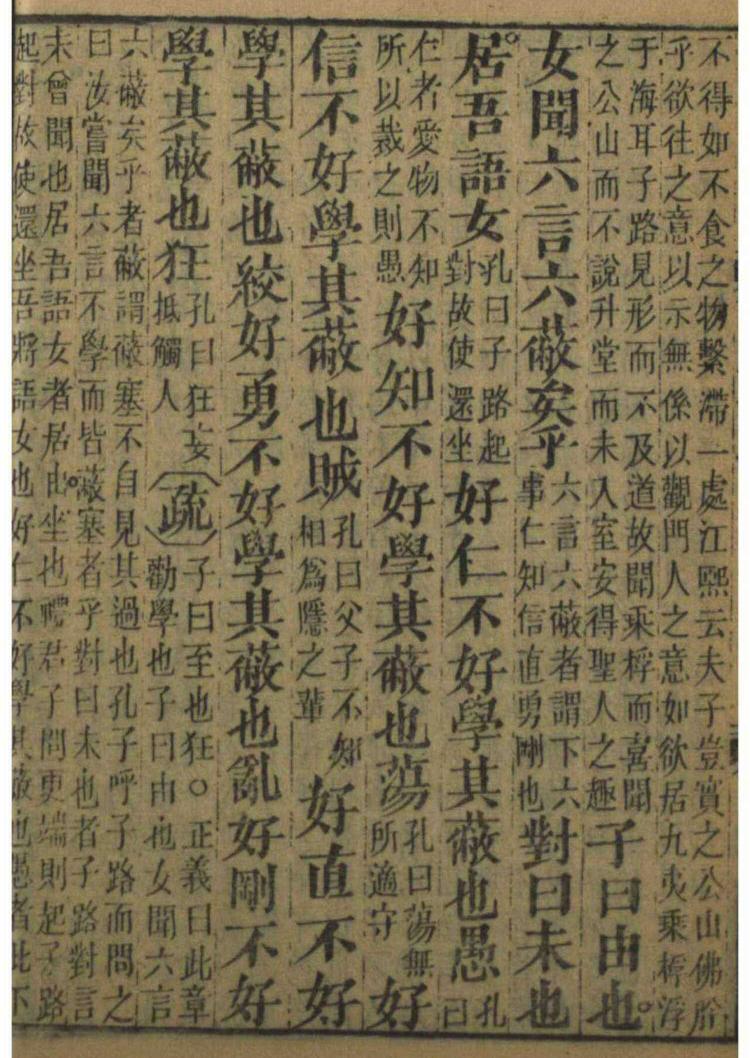 不得如不食之物繫滯一處江熙云夫子豈實之公山佛肸
乎欲往之意以示無係以觀門人之意如欲居九夷乘桴浮
于海耳子路見形而不及道故聞乘桴而喜聞
之公山而不說升堂而未入室安得聖人之趣
子曰由也
女聞六言六蔽矣乎
六言六蔽者謂下六
事仁知信直勇剛也
對曰未也
居吾語女
孔曰子路起
對故使還坐
好仁不好學其蔽也愚
孔曰
仁者愛物不知
所以裁之則愚
好知不好學其蔽也蕩
孔曰蕩無
所適守
好
信不好學其蔽也賊
孔曰父子不知
相為隱之輩
好直不好
學其蔽也絞好勇不好學其蔽也亂好剛不好
學其蔽也狂
孔曰狂妄
抵觸人
疏
子曰至也狂○正義曰此章
勸學也子曰由也女聞六言
六蔽矣乎者蔽謂蔽塞不自見其過也孔子呼子路而問之
曰汝嘗聞六言不學而皆蔽塞者乎對曰未也者子路對言
未曾聞也居吾語女者居由坐也禮君子問更端則起子路
起對故使還坐吾將語女也好仁不好學其蔽也愚者此下